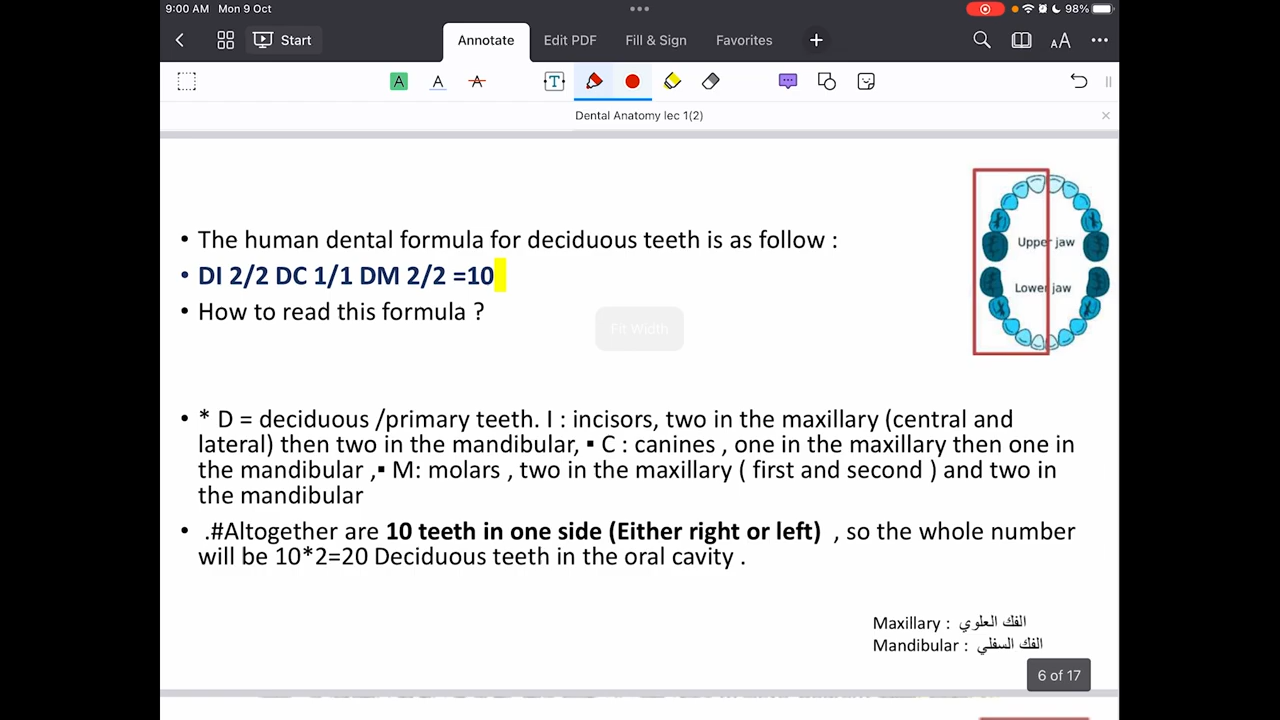 9:00 AM Mon 9 Oct
98%
Start
Annotate
Edit PDF
Fill & Sign
Favorites
Dental Anatomy lec 1(2)
• The human dental formula for deciduous teeth is as follow :
• DI 2/2 DC 1/1 DM 2/2 =10
• How to read this formula ?
Upper jaw
Lower jaw
Fit Width
• * D = deciduous /primary teeth. I : incisors, two in the maxillary (central and
lateral) then two in the mandibular, ▪ C : canines , one in the maxillary then one in
the mandibular ,▪ M: molars , two in the maxillary ( first and second ) and two in
the mandibular
• .#Altogether are 10 teeth in one side (Either right or left) , so the whole number
will be 10*2=20 Deciduous teeth in the oral cavity .
Maxillary : الفك العلوي
Mandibular : الفك السفلي
6 of 17